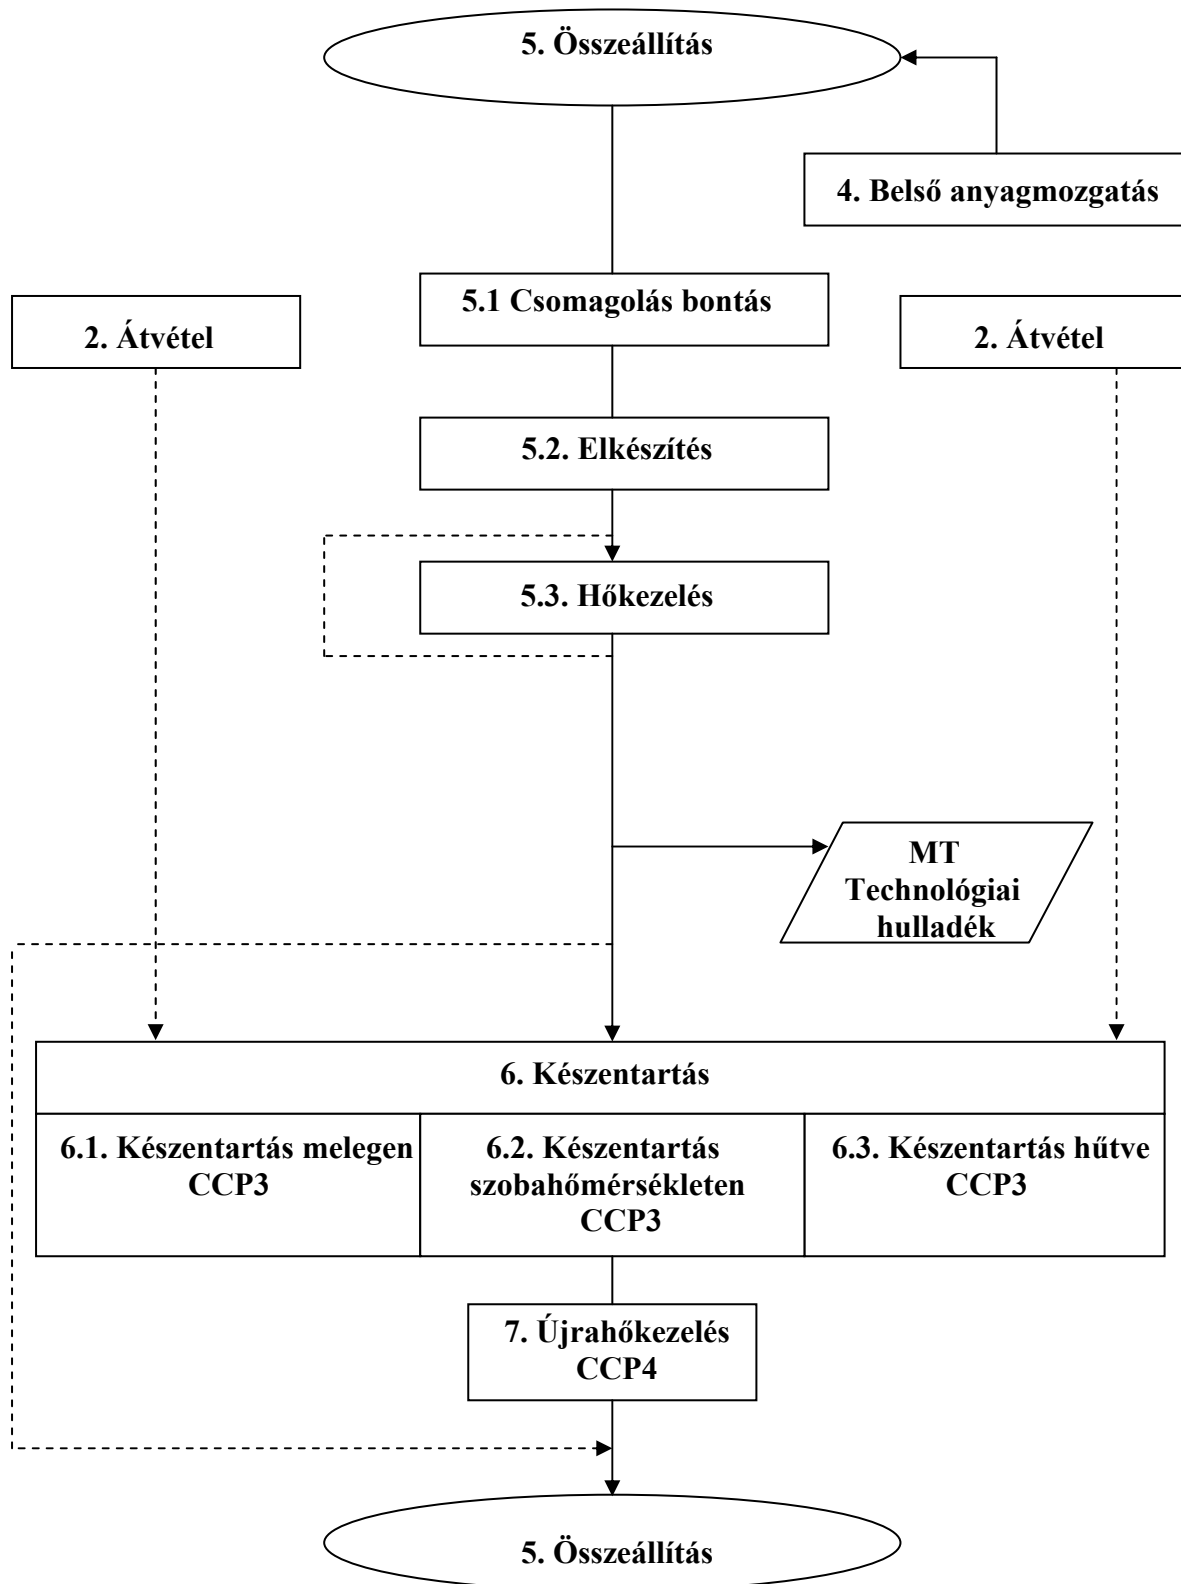 5. Összeállítás
4. Belső anyagmozgatás
5.1 Csomagolás bontás
2. Átvétel
2. Átvétel
5.2. Elkészítés
5.3. Hőkezelés
MT
Technológiai
hulladék
6. Készentartás
6.1. Készentartás melegen
CCP3
6.2. Készentartás
szobahőmérsékleten
CCP3
6.3. Készentartás hűtve
CCP3
7. Újrahőkezelés
CCP4
5. Összeállítás